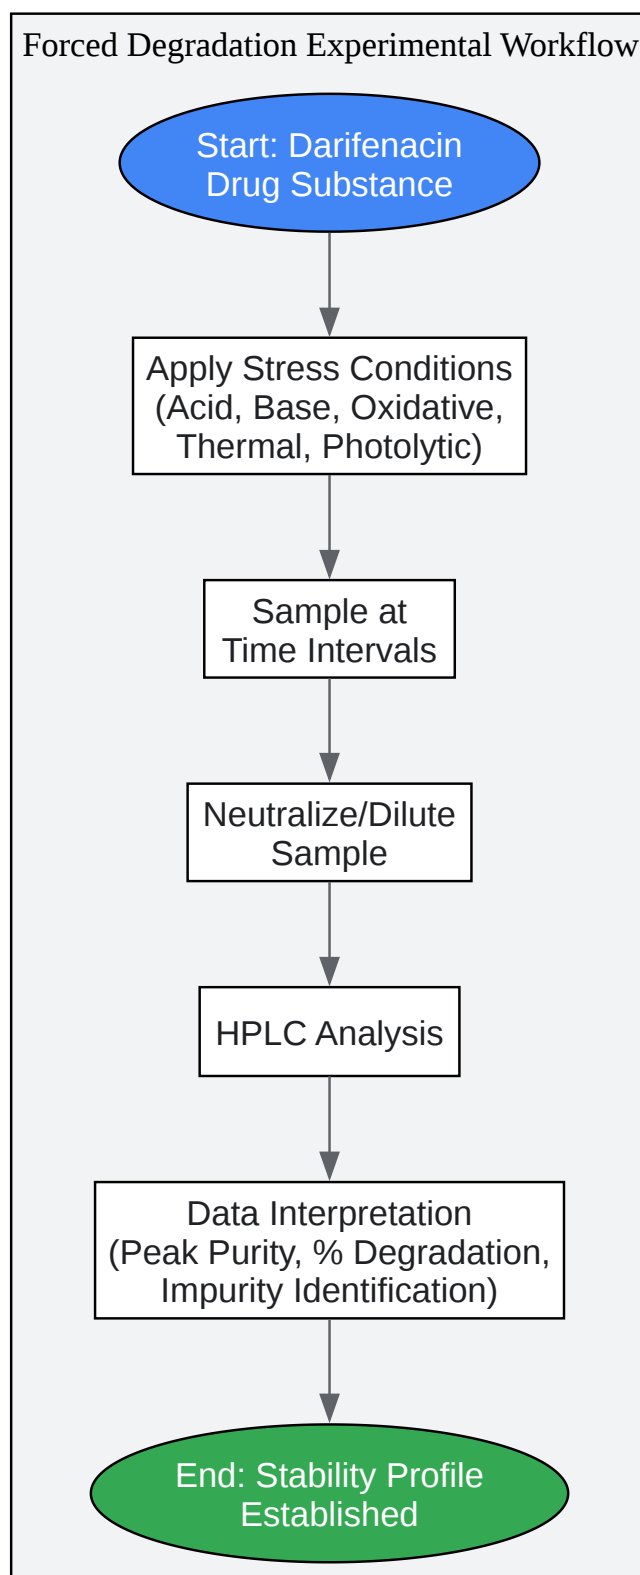 Forced Degradation Experimental Workflow
Start: Darifenacin
Drug Substance
Apply Stress Conditions
(Acid, Base, Oxidative,
Thermal, Photolytic)
Sample at
Time Intervals
Neutralize/Dilute
Sample
HPLC Analysis
Data Interpretation
(Peak Purity, % Degradation,
Impurity Identification)
End: Stability Profile
Established